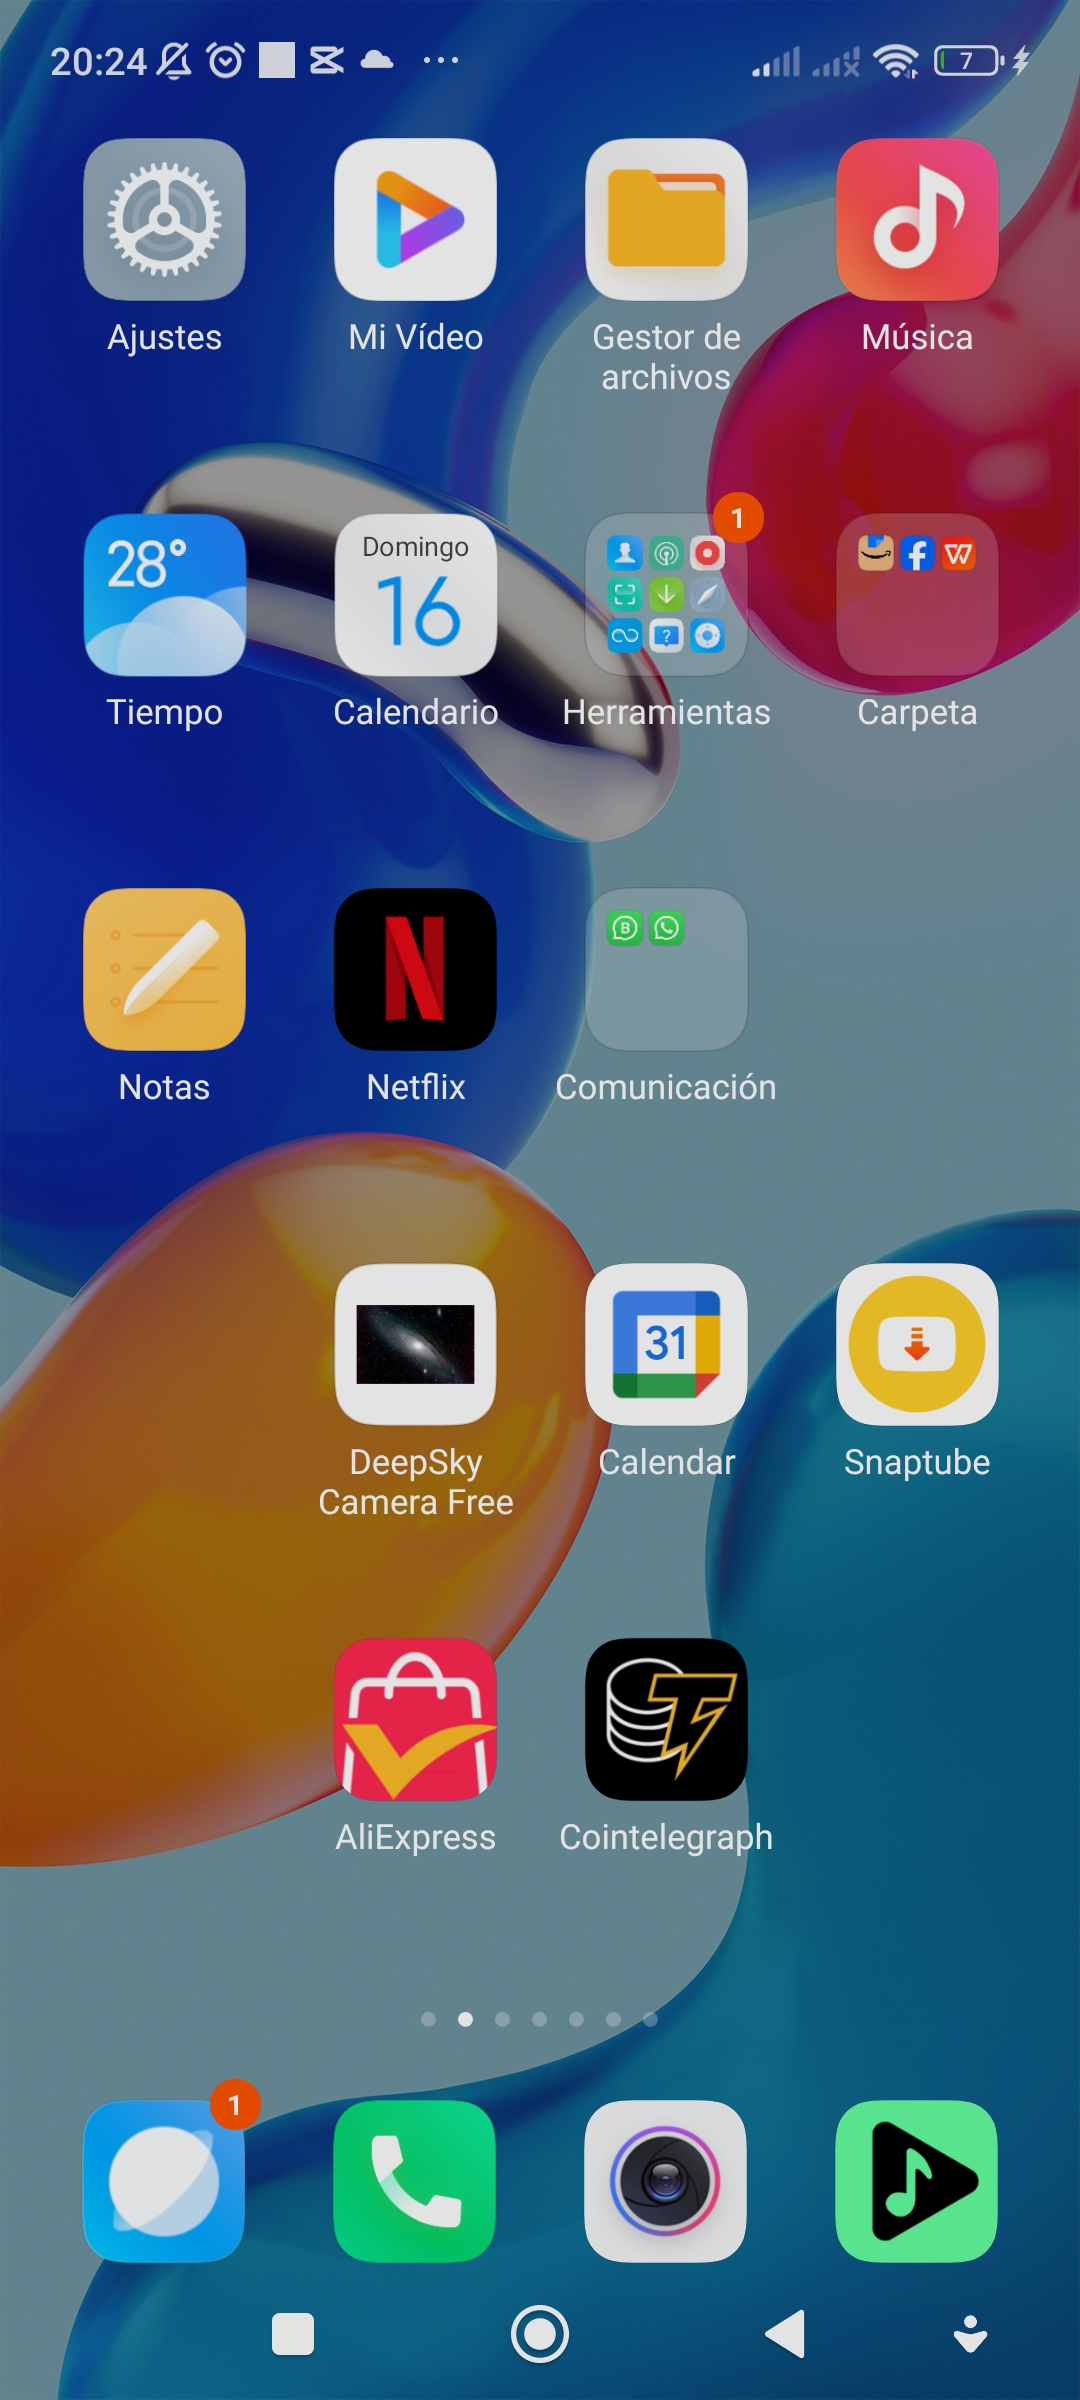 20:24
7
Ajustes
Mi Vídeo
Gestor de
archivos
Música
28°
Domingo
16
1
Tiempo
Calendario
Herramientas
Carpeta
Notas
Netflix
Comunicación
31
DeepSky
Camera Free
Calendar
Snaptube
AliExpress
Cointelegraph
1